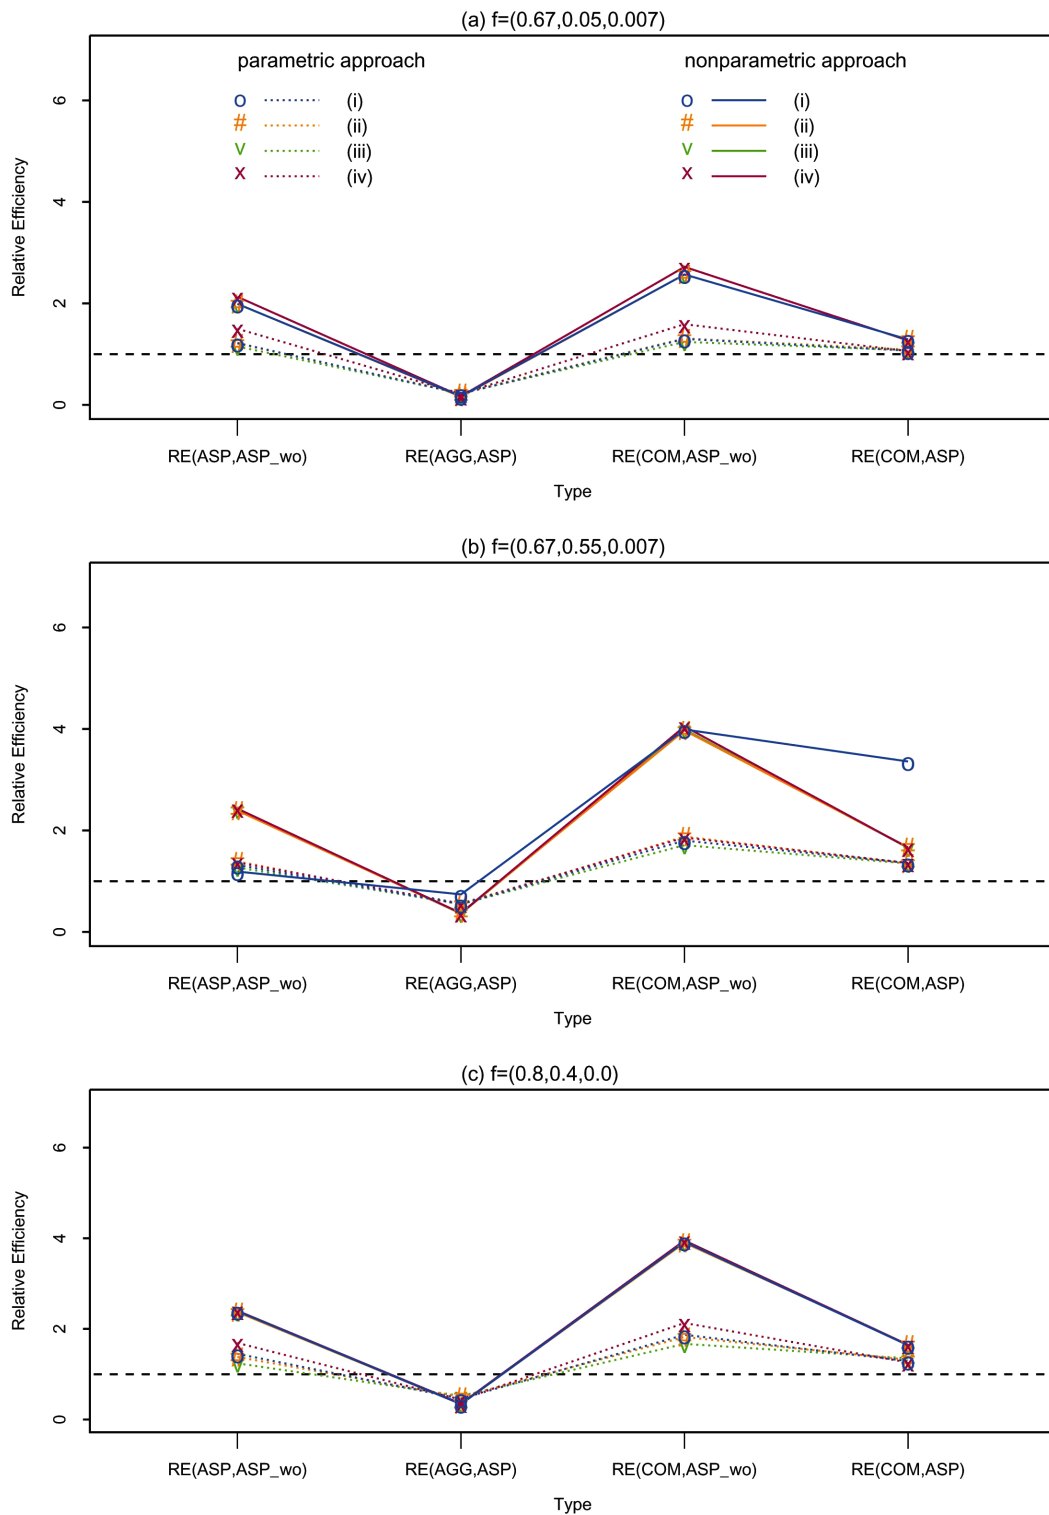 (a) f=(0.67,0.05,0.007)
parametric approach nonparametric approach
o (i) o (i)
# (ii) # (ii)
v (iii) v (iii)
x (iv) x (iv)
Relative Efficiency
6
4
2
0
RE(ASP,ASP_wo) RE(AGG,ASP) RE(COM,ASP_wo) RE(COM,ASP)
Type
(b) f=(0.67,0.55,0.007)
Relative Efficiency
6
4
2
0
RE(ASP,ASP_wo) RE(AGG,ASP) RE(COM,ASP_wo) RE(COM,ASP)
Type
(c) f=(0.8,0.4,0.0)
Relative Efficiency
6
4
2
0
RE(ASP,ASP_wo) RE(AGG,ASP) RE(COM,ASP_wo) RE(COM,ASP)
Type